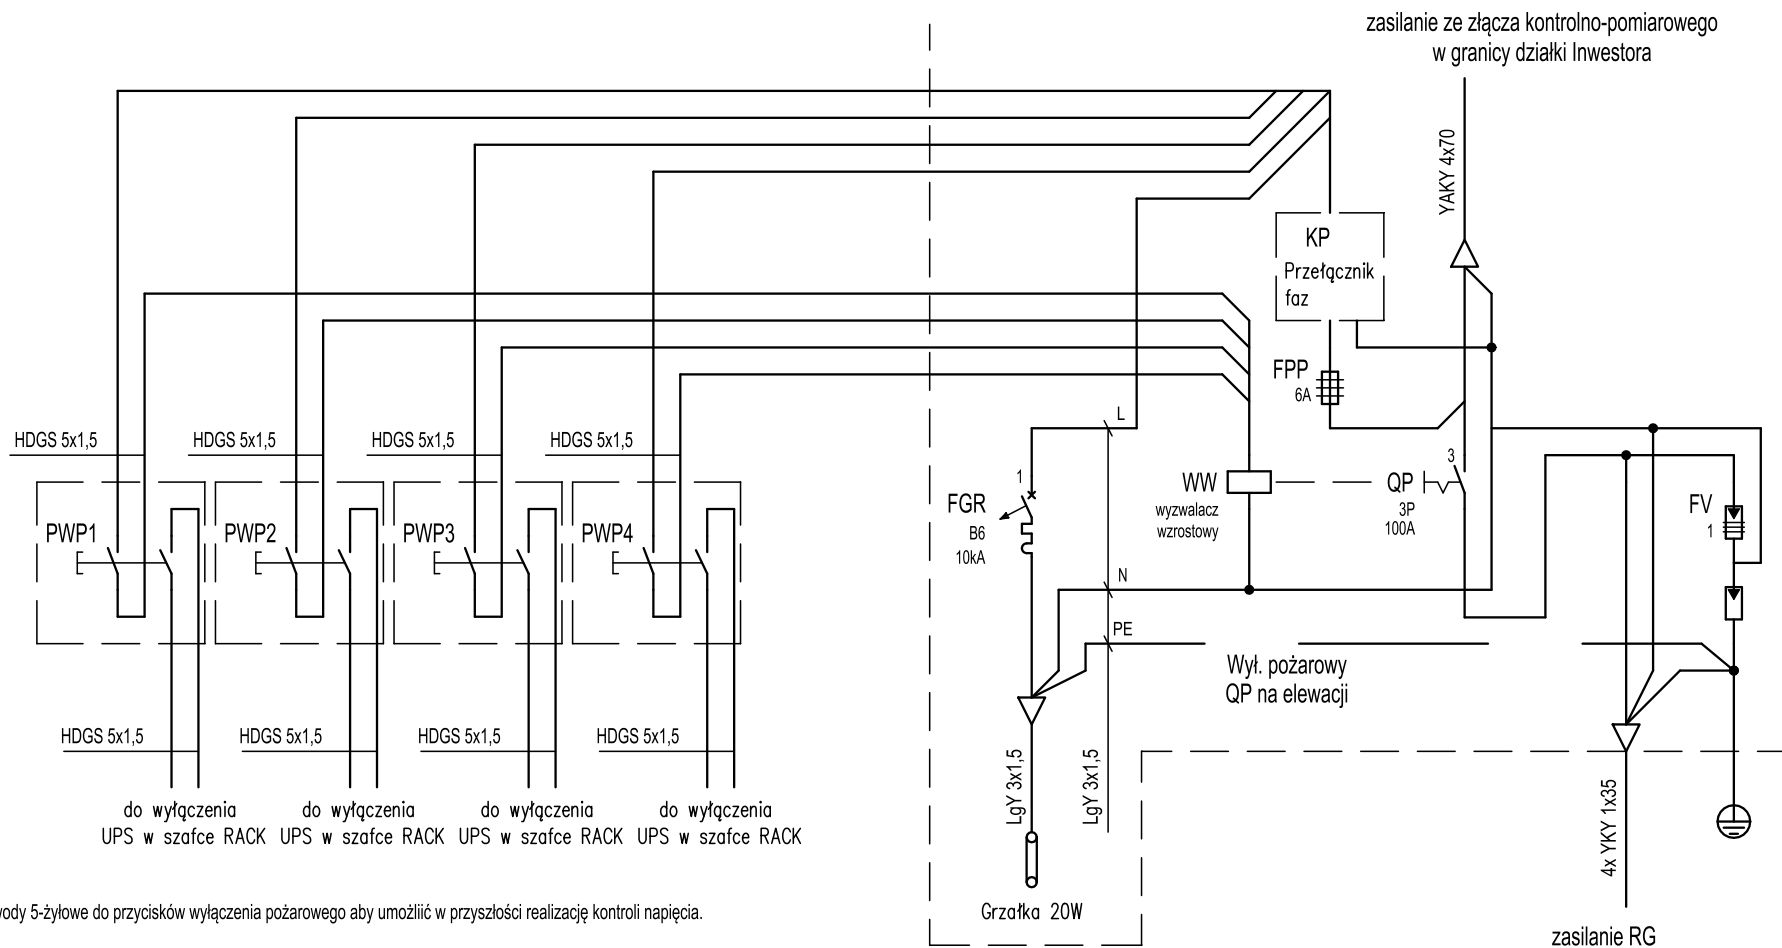 zasilanie ze złącza kontrolno-pomiarowego
w granicy działki Inwestora
YAKY 4x70
KP
Przełącznik
faz
FPP
6A
HDGS 5x1,5
HDGS 5x1,5
HDGS 5x1,5
HDGS 5x1,5
L
PWP1
PWP2
PWP3
PWP4
1
FGR
B6
10kA
WW
wyzwalacz
wzrostowy
3
QP
3P
100A
FV
1
N
PE
Wył. pożarowy
QP na elewacji
HDGS 5x1,5
HDGS 5x1,5
HDGS 5x1,5
HDGS 5x1,5
LgY 3x1,5
LgY 3x1,5
4x YKY 1x35
do wyłączenia
UPS w szafce RACK
do wyłączenia
UPS w szafce RACK
do wyłączenia
UPS w szafce RACK
do wyłączenia
UPS w szafce RACK
5-żyłowe do przycisków wyłączenia pożarowego aby umożliić w przyszłości realizację kontroli napięcia.
Grzałka 20W
zasilanie RG